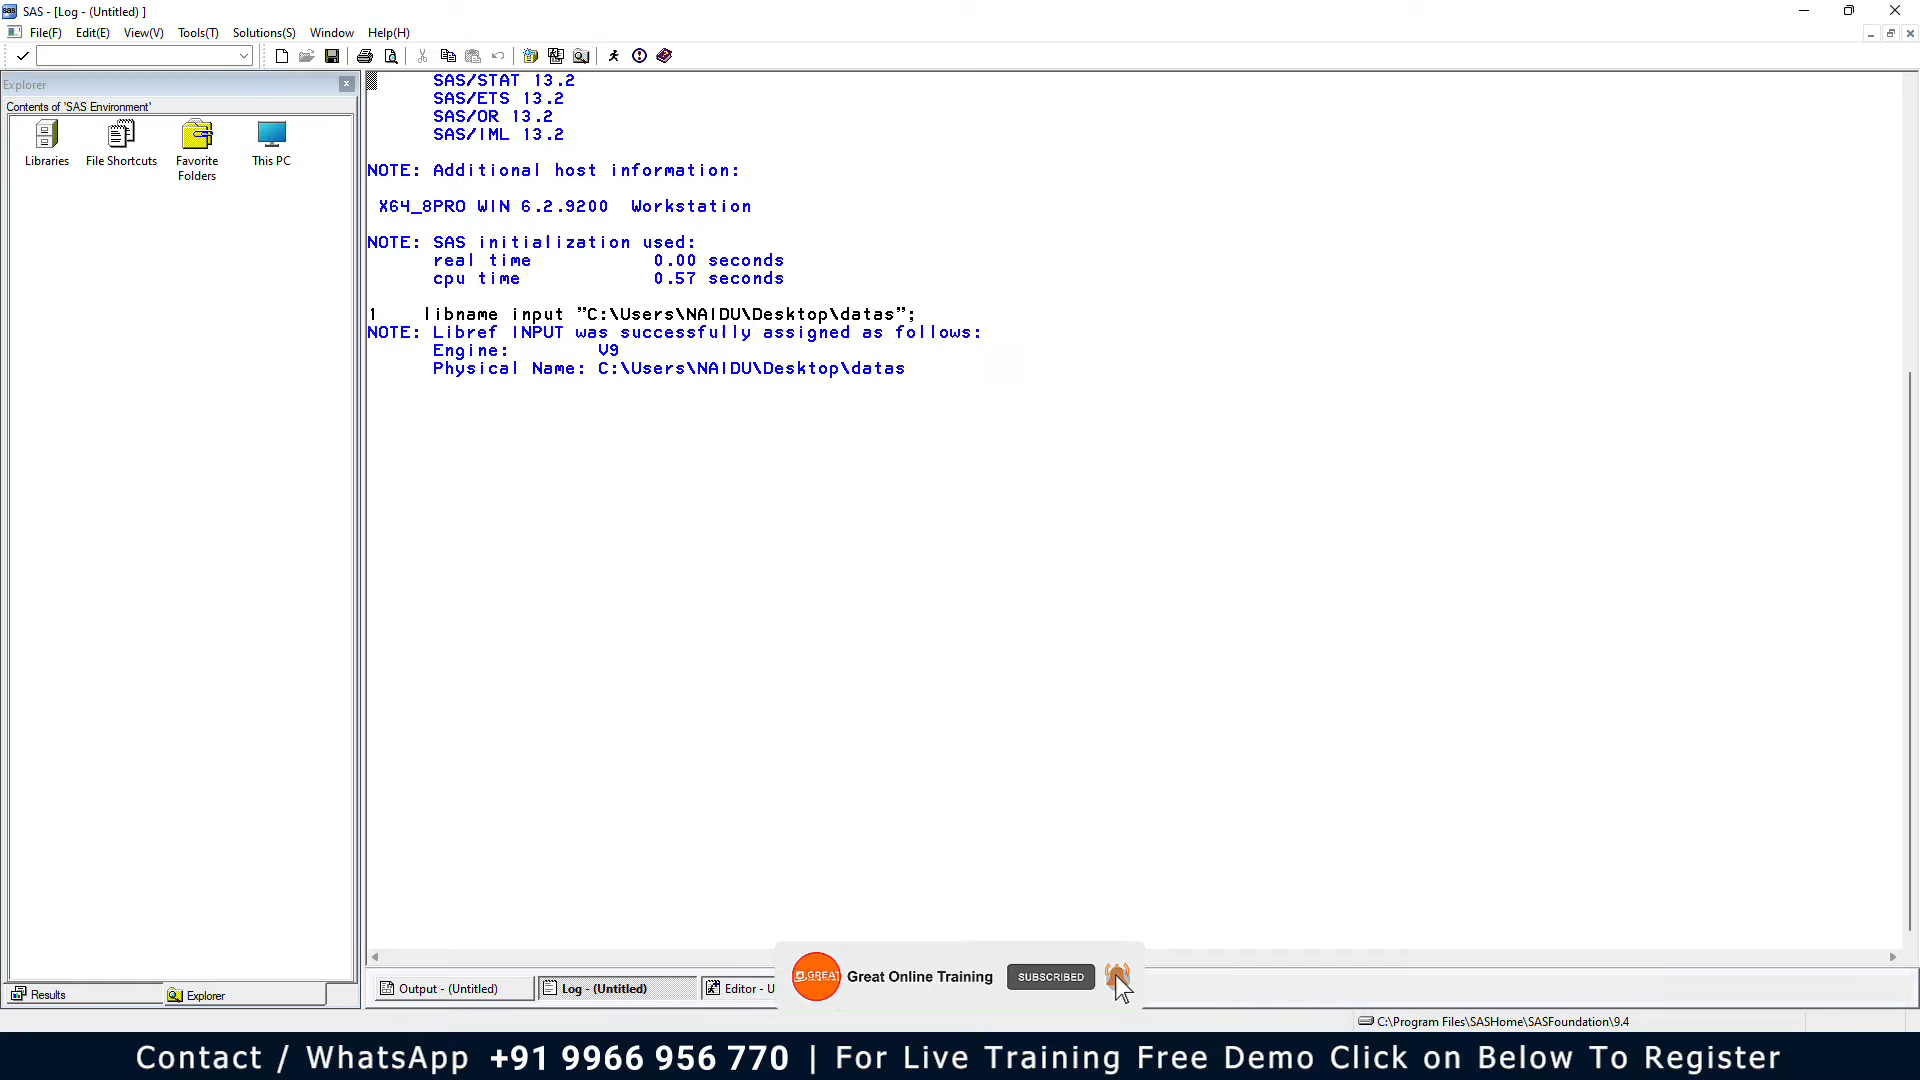 SAS - [Log - (Untitled) ]
File(F) Edit(E) View(V) Tools(T) Solutions(S) Window Help(H)
Explorer
Contents of 'SAS Environment'
Libraries
File Shortcuts
Favorite Folders
This PC
SAS/STAT 13.2
SAS/ETS 13.2
SAS/OR 13.2
SAS/IML 13.2
NOTE: Additional host information:
X64_8PRO WIN 6.2.9200 Workstation
NOTE: SAS initialization used:
real time 0.00 seconds
cpu time 0.57 seconds
1 libname input "C:\Users\NAIDU\Desktop\datas";
NOTE: Libref INPUT was successfully assigned as follows:
Engine: V9
Physical Name: C:\Users\NAIDU\Desktop\datas
Results
Explorer
Output - (Untitled)
Log - (Untitled)
Editor - U
GREAT
Great Online Training
SUBSCRIBED
C:\Program Files\SASHome\SASFoundation\9.4
Contact / WhatsApp +91 9966 956 770 | For Live Training Free Demo Click on Below To Register